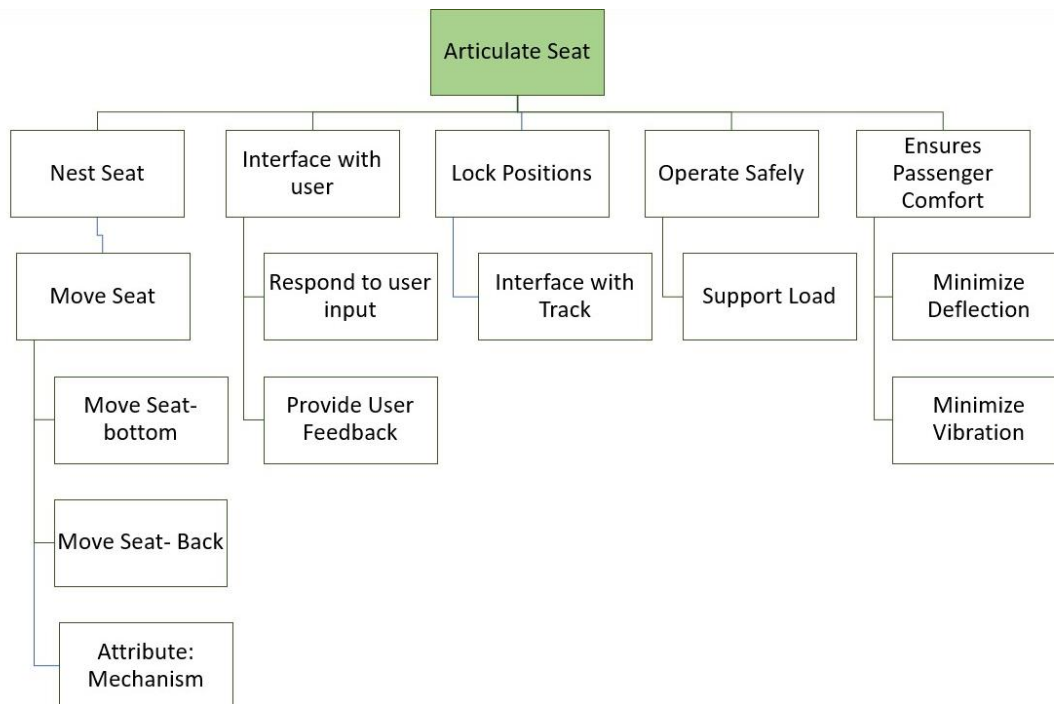 Articulate Seat
Nest Seat
Interface with
user
Lock Positions
Operate Safely
Ensures
Passenger
Comfort
Move Seat
Respond to user
input
Interface with
Track
Support Load
Minimize
Deflection
Move Seat-
bottom
Provide User
Feedback
Minimize
Vibration
Move Seat- Back
Attribute:
Mechanism